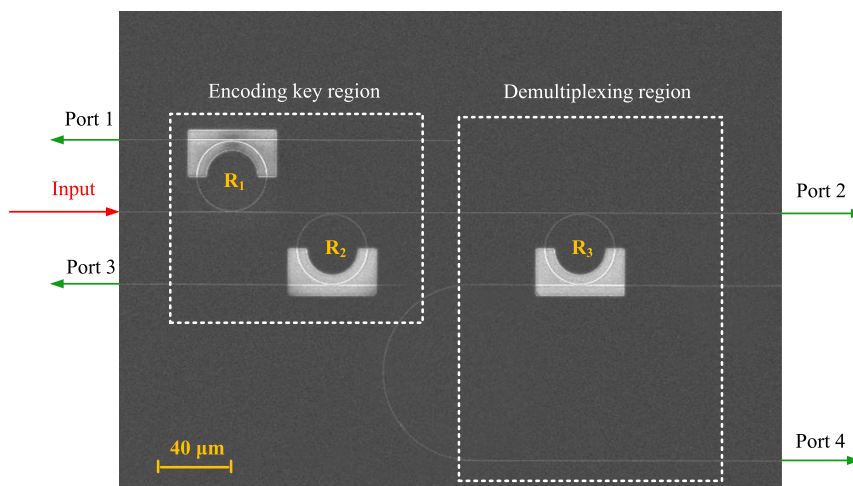 Encoding key region
Demultiplexing region
Port 1
R1
Input
Port 2
R2
R3
Port 3
40 μm
Port 4